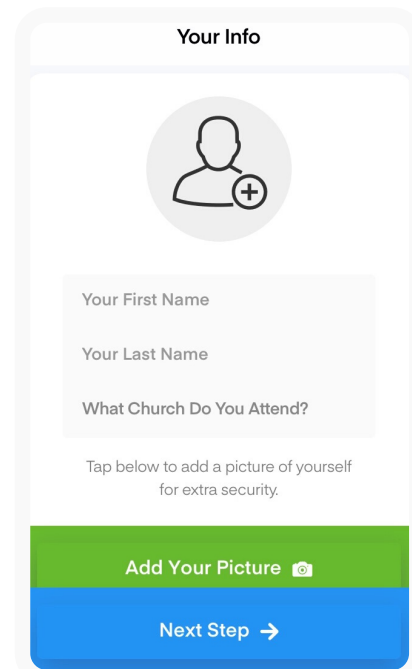 Your Info
Your First Name
Your Last Name
What Church Do You Attend?
Tap below to add a picture of yourself
for extra security.
Add Your Picture
Next Step